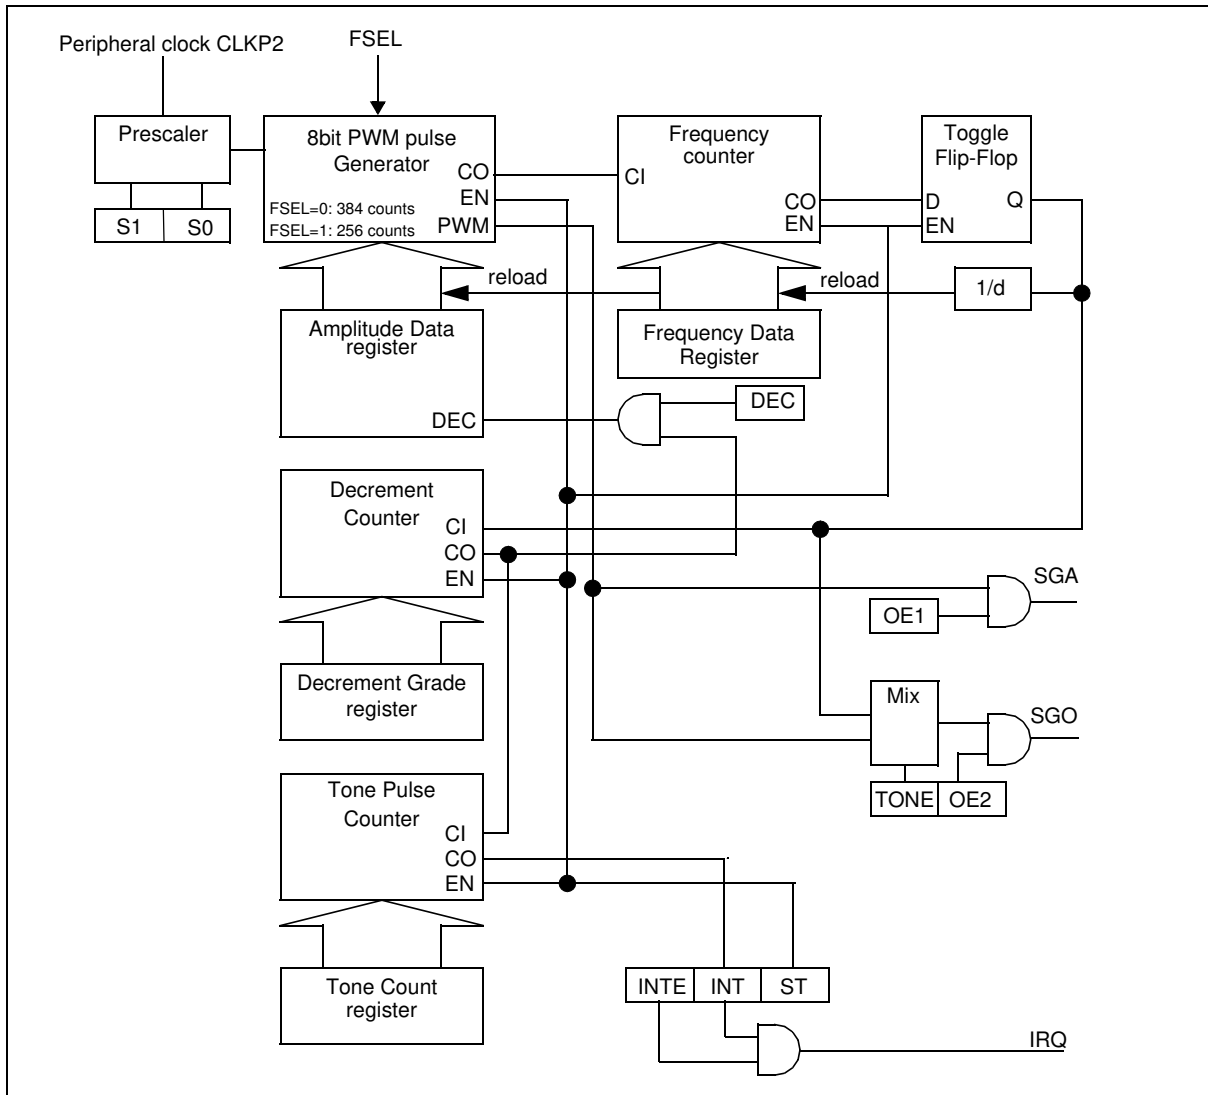 Peripheral clock CLKP2
FSEL
Prescaler
S1
S0
8bit PWM pulse
Generator
CO
EN
PWM
FSEL=0: 384 counts
FSEL=1: 256 counts
Frequency
counter
CI
CO
EN
Toggle
Flip-Flop
D
Q
EN
reload
reload
1/d
Amplitude Data
register
DEC
Frequency Data
Register
DEC
Decrement
Counter
CI
CO
EN
SGA
OE1
Decrement Grade
register
Mix
SGO
TONE
OE2
Tone Pulse
Counter
CI
CO
EN
Tone Count
register
INTE
INT
ST
IRQ